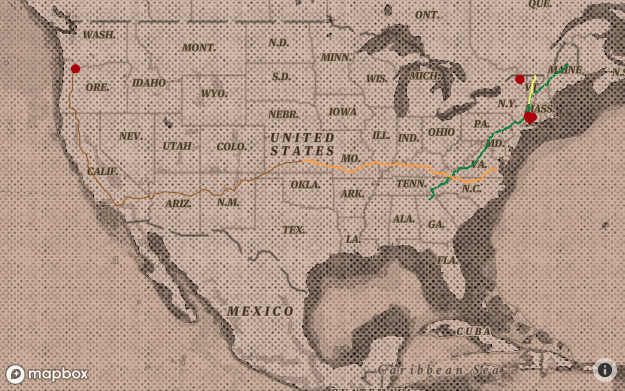 QUE.
ONT.
WASH.
MONT.
N.D.
MINN.
MAINE
N.S
ORE.
IDAHO
S.D.
WIS.
MICH.
WYO.
N.Y.
MASS.
NEBR.
IOWA
PA.
NEV.
UTAH
COLO.
UNITED
STATES
ILL.
IND.
OHIO
MD.
MO.
VA.
CALIF.
ARIZ.
N.M.
OKLA.
ARK.
TENN.
N.C.
TEX.
LA.
ALA.
GA.
FLA.
MEXICO
CUBA
Caribbean Sea
mapbox
i